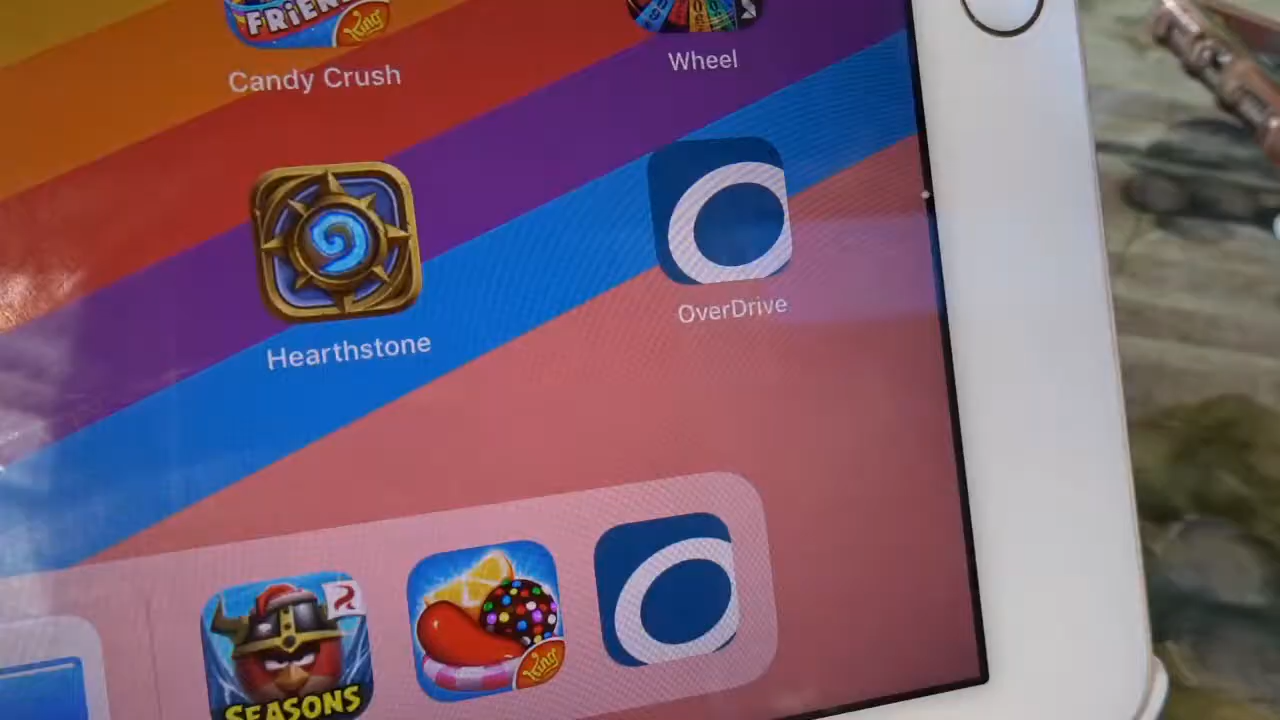 FRiEN
King
Candy Crush
Wheel
Hearthstone
OverDrive
King
SEASONS